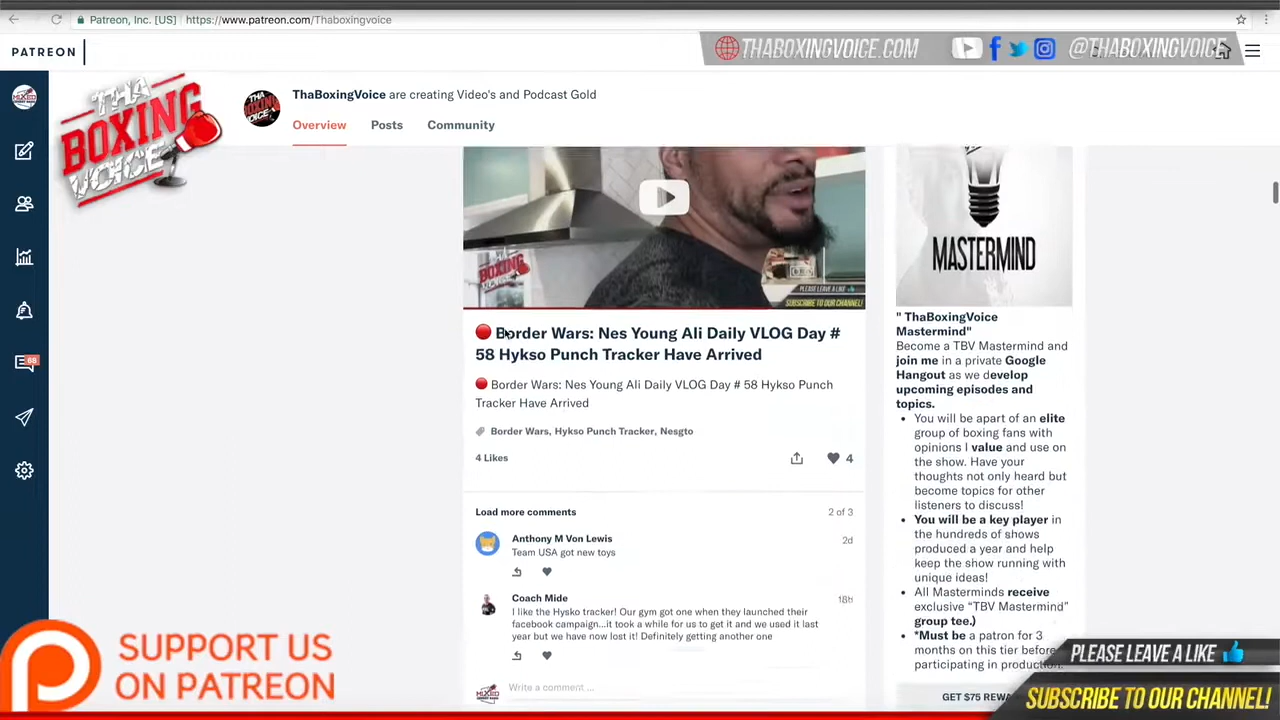 Patreon, Inc. [US]
https://www.patreon.com/Thaboxingvoice
PATREON
THABOXINGVOICE.COM
@THABOXINGVOICE
THA
BOXING
VOICE
ThaBoxingVoice are creating Video's and Podcast Gold
Overview Posts Community
MASTERMIND
PLEASE LEAVE A LIKE
SUBSCRIBE TO OUR CHANNEL!
Border Wars: Nes Young Ali Daily VLOG Day #
58 Hykso Punch Tracker Have Arrived
Border Wars: Nes Young Ali Daily VLOG Day # 58 Hykso Punch
Tracker Have Arrived
Border Wars, Hykso Punch Tracker, Nesgto
4 Likes
4
Load more comments
2 of 3
Anthony M Von Lewis
2d
Team USA got new toys
Coach Mide
18h
I like the Hysko tracker! Our gym got one when they launched their
facebook campaign...it took a while for us to get it and we used it last
year but we have now lost it! Definitely getting another one
Write a comment ...
" ThaBoxingVoice
Mastermind"
Become a TBV Mastermind and
join me in a private Google
Hangout as we develop
upcoming episodes and
topics.
You will be apart of an elite
group of boxing fans with
opinions I value and use on
the show. Have your
thoughts not only heard but
become topics for other
listeners to discuss!
You will be a key player in
the hundreds of shows
produced a year and help
keep the show running with
unique ideas!
All Masterminds receive
exclusive “TBV Mastermind”
group tee.)
*Must be a patron for 3
months on this tier before
participating in
GET $75
SUPPORT US
ON PATREON
PLEASE LEAVE A LIKE
SUBSCRIBE TO OUR CHANNEL!